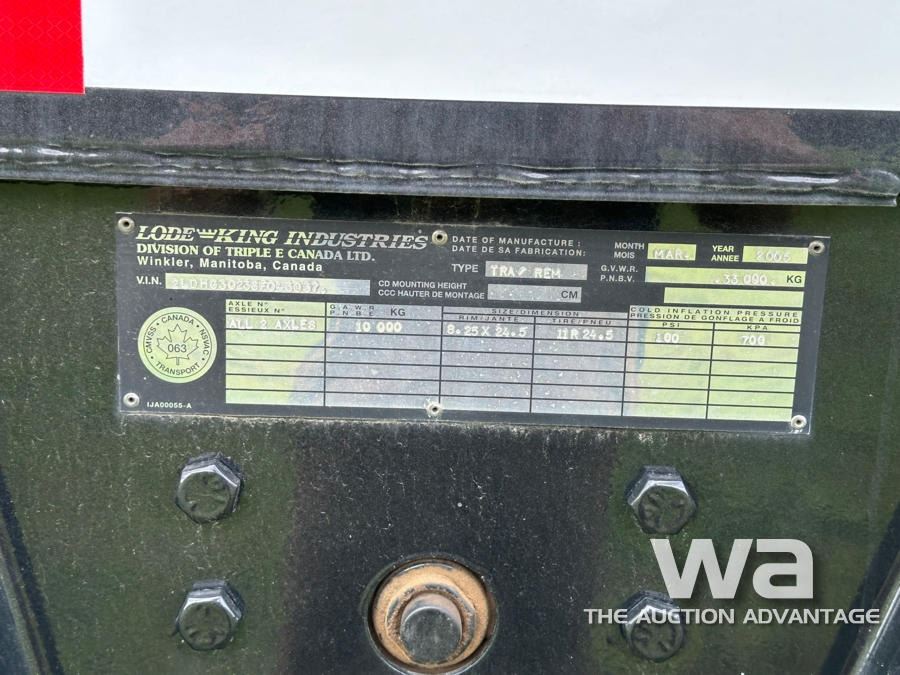 LODE KING INDUSTRIES
DIVISION OF TRIPLE E CANADA LTD.
Winkler, Manitoba, Canada
V.I.N.
DATE OF MANUFACTURE :
DATE DE SA FABRICATION:
MONTH
MOIS
MAR.
YEAR
ANNEE
2005
TYPE TRA/ REM
G.V.W.R.
P.N.B.V.
33 090 KG
CD MOUNTING HEIGHT
CCC HAUTER DE MONTAGE
CM
AXLE Nº
ESSIEUX Nº
G.A.W.R
P.N.B.E
KG
SIZE/DIMENSION
RIM/JANTE
TIRE/PNEU
COLD INFLATION PRESSURE
PRESSION DE GONFLAGE À FROID
PSI
KPA
ALL 2 AXLES 10 000 8.25 X 24.5 11 R 24.5 100 700
CANADA
CMVSS
NSVAC
063
TRANSPORT
IJA00055-A
wa
THE AUCTION ADVANTAGE